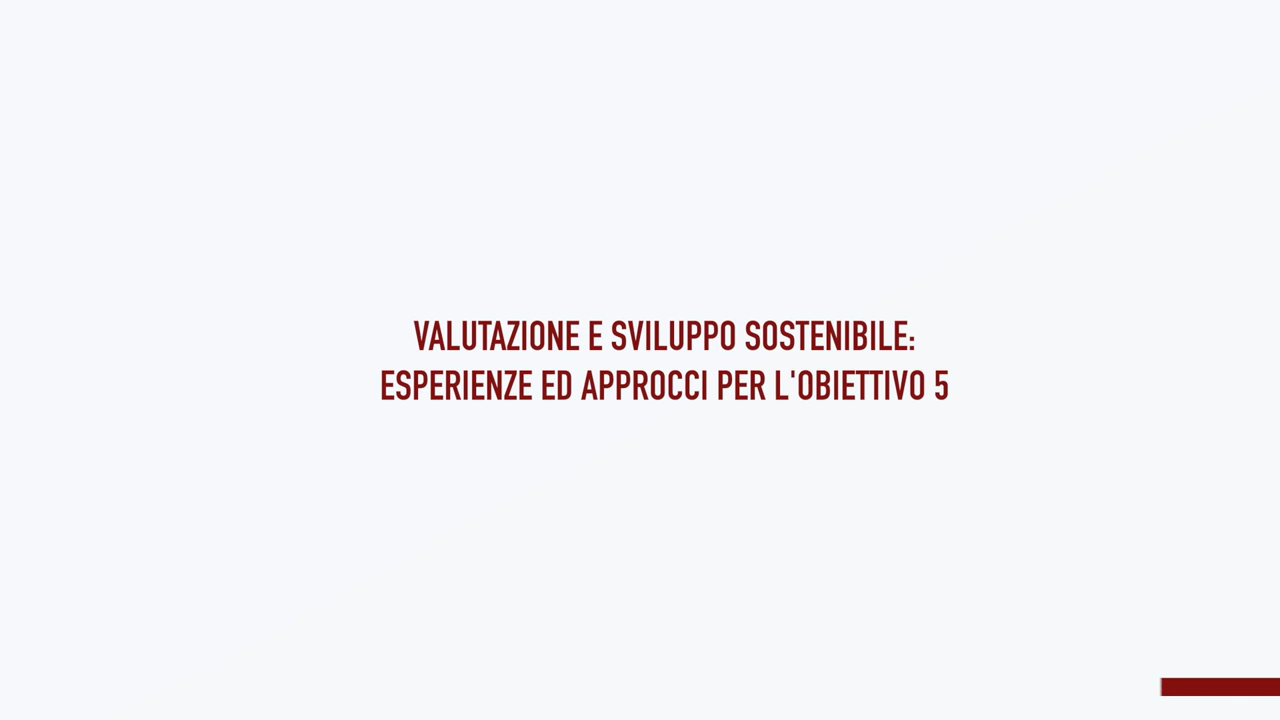 VALUTAZIONE E SVILUPPO SOSTENIBILE:
ESPERIENZE ED APPROCCI PER L'OBIETTIVO 5